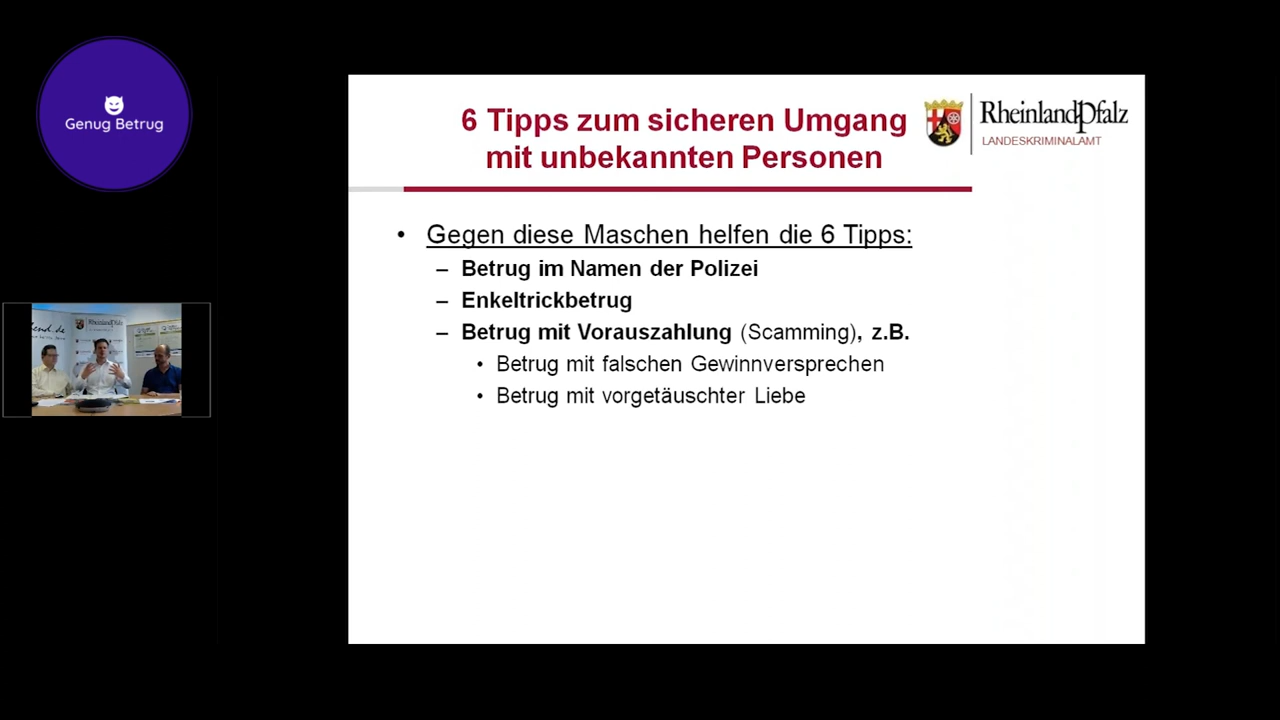 Genug Betrug
6 Tipps zum sicheren Umgang
mit unbekannten Personen
RheinlandPfalz
LANDESKRIMINALAMT
• Gegen diese Maschen helfen die 6 Tipps:
– Betrug im Namen der Polizei
– Enkeltrickbetrug
– Betrug mit Vorauszahlung (Scamming), z.B.
• Betrug mit falschen Gewinnversprechen
• Betrug mit vorgetäuschter Liebe
RheinlandPfalz